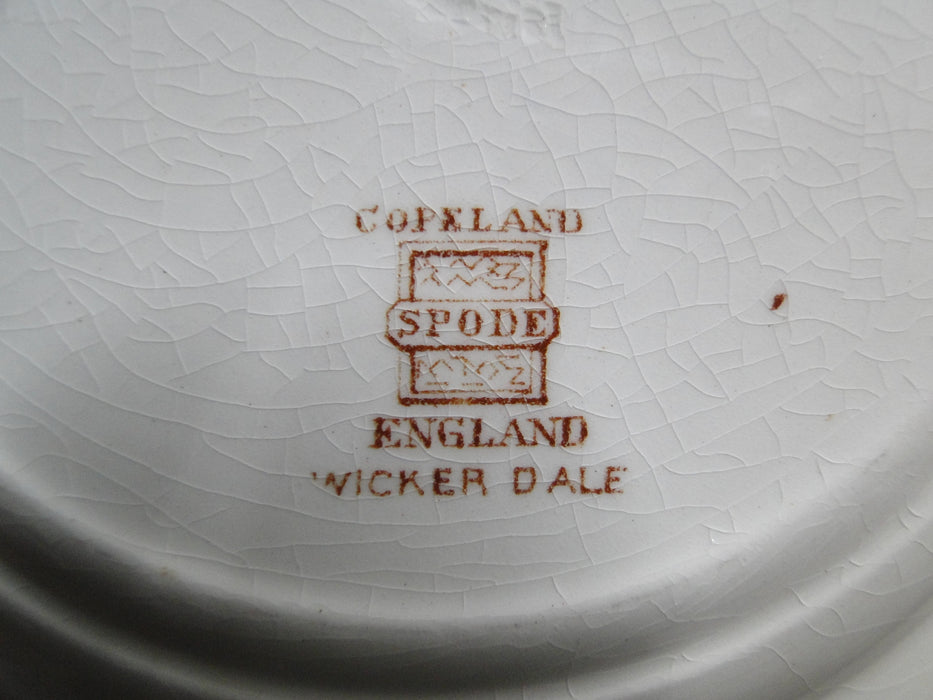 COPELAND
SPODE
ENGLAND
WICKER DALE